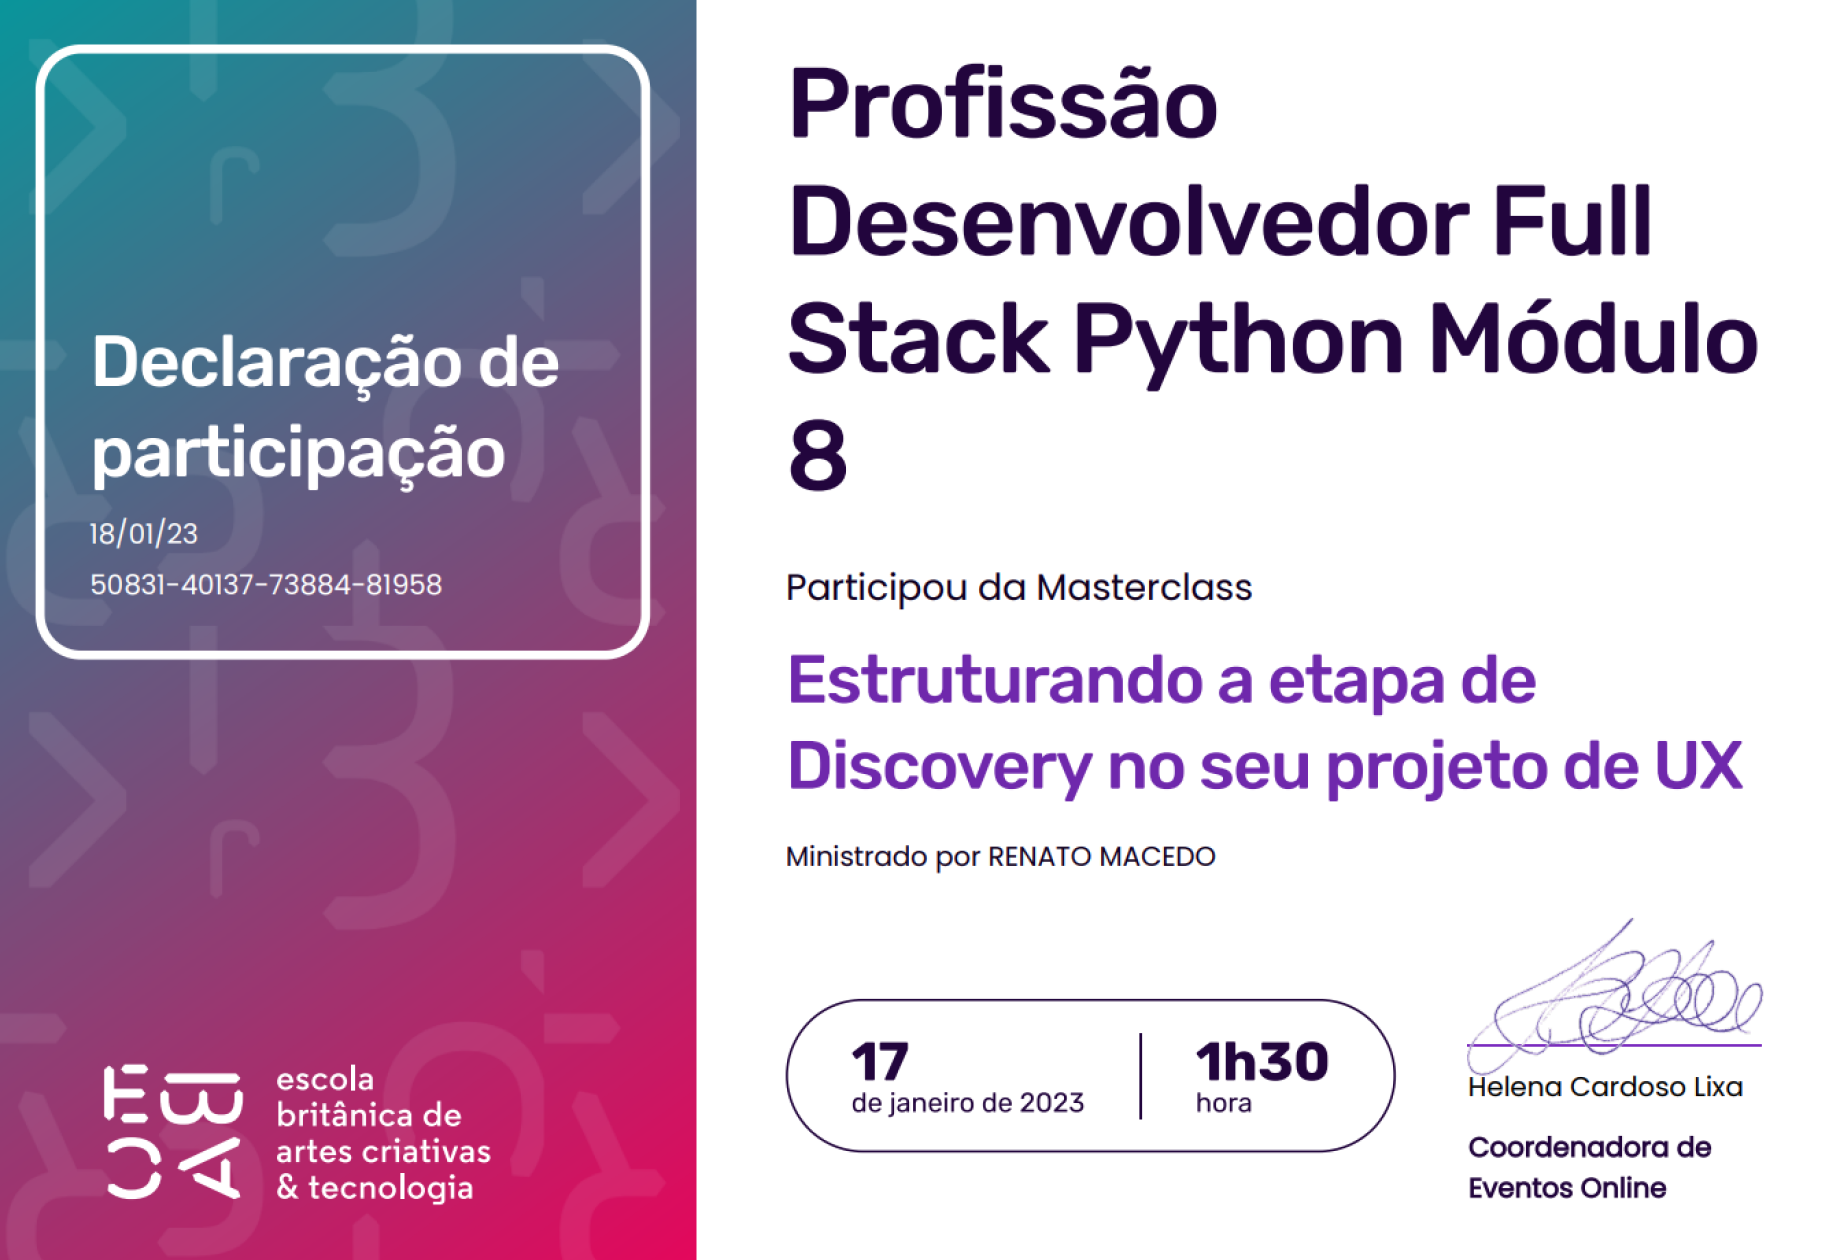 Declaração de
participação
18/01/23
50831-40137-73884-81958
EBAC
escola
britânica de
artes criativas
& tecnologia
Profissão
Desenvolvedor Full
Stack Python Módulo
8
Participou da Masterclass
Estruturando a etapa de
Discovery no seu projeto de UX
Ministrado por RENATO MACEDO
17
de janeiro de 2023
1h30
hora
Helena Cardoso Lixa
Coordenadora de
Eventos Online